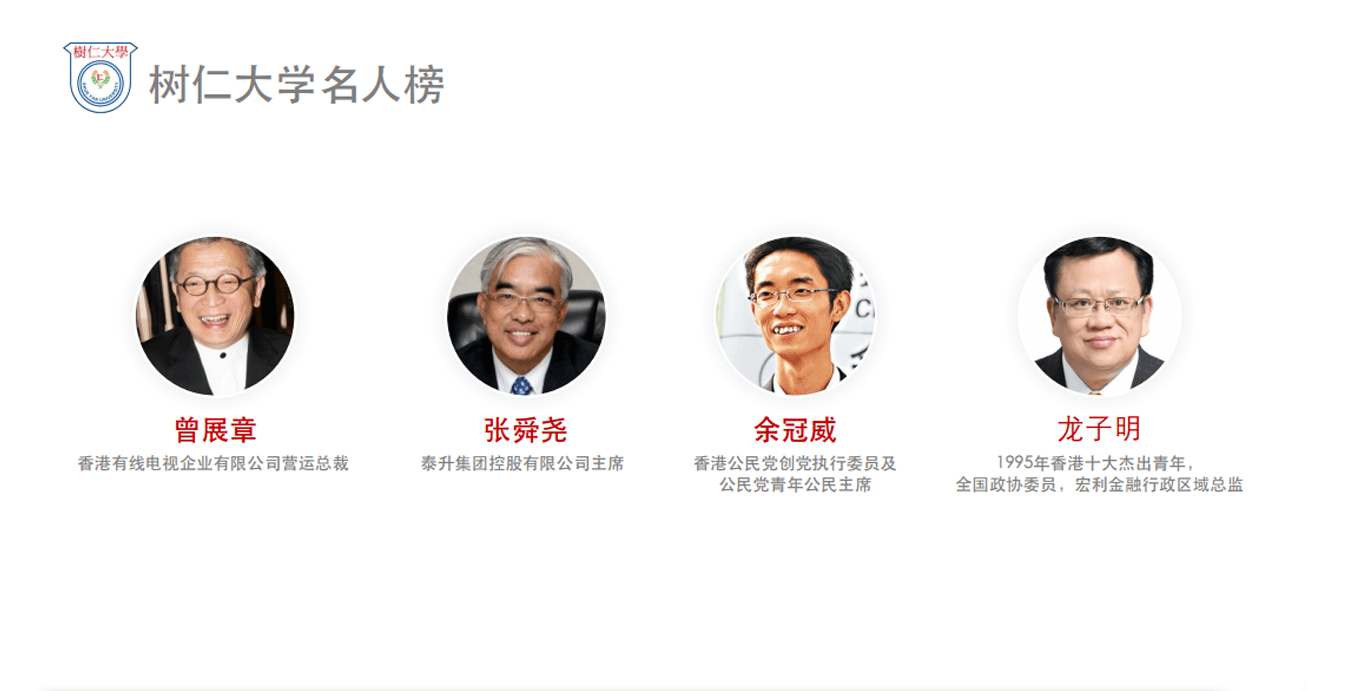 樹仁大學
SHUE YAN UNIVERSITY
树仁大学名人榜
曾展章
香港有线电视企业有限公司营运总裁
张舜尧
泰升集团控股有限公司主席
余冠威
香港公民党创党执行委员及
公民党青年公民主席
龙子明
1995年香港十大杰出青年，
全国政协委员，宏利金融行政区域总监